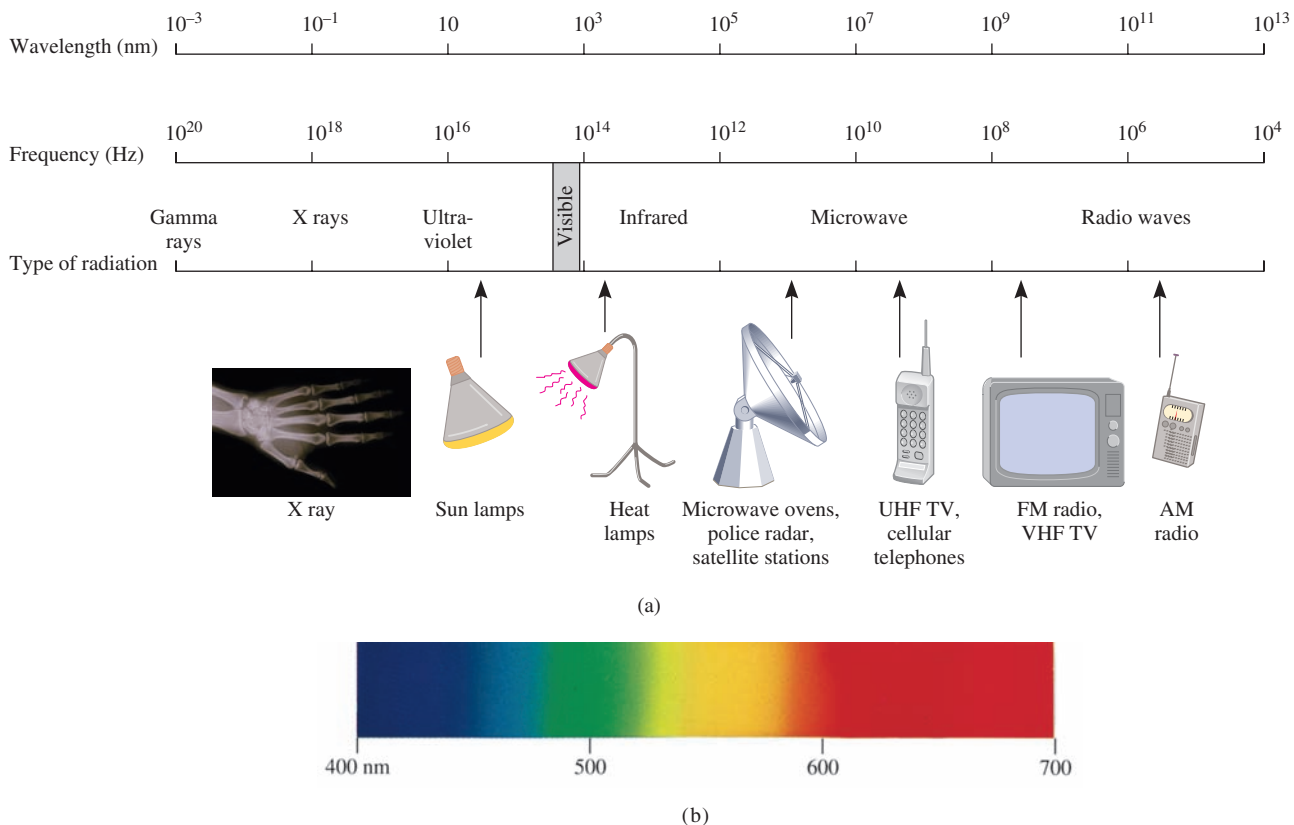 10⁻³ 10⁻¹ 10 10³ 10⁵ 10⁷ 10⁹ 10¹¹ 10¹³
Wavelength (nm)
10²⁰ 10¹⁸ 10¹⁶ 10¹⁴ 10¹² 10¹⁰ 10⁸ 10⁶ 10⁴
Frequency (Hz)
Visible
Gamma
rays
X rays
Ultra-
violet
Infrared
Microwave
Radio waves
Type of radiation
X ray
Sun lamps
Heat
lamps
Microwave ovens,
police radar,
satellite stations
UHF TV,
cellular
telephones
FM radio,
VHF TV
AM
radio
(a)
400 nm 500 600 700
(b)